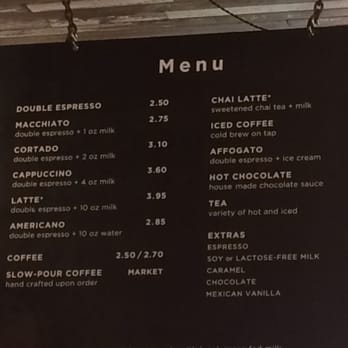 Menu
DOUBLE ESPRESSO 2.50
MACCHIATO 2.75
double espresso + 1 oz milk
CORTADO 3.10
double espresso + 2 oz milk
CAPPUCCINO 3.60
double espresso + 4 oz milk
LATTE* 3.95
double espresso + 10 oz milk
AMERICANO 2.85
double espresso + 10 oz water
COFFEE 2.50/2.70
SLOW-POUR COFFEE MARKET
hand crafted upon order
CHAI LATTE*
sweetened chai tea + milk
ICED COFFEE
cold brew on tap
AFFOGATO
double espresso + ice cream
HOT CHOCOLATE
house made chocolate sauce
TEA
variety of hot and iced
EXTRAS
ESPRESSO
SOY or LACTOSE-FREE MILK
CARAMEL
CHOCOLATE
MEXICAN VANILLA